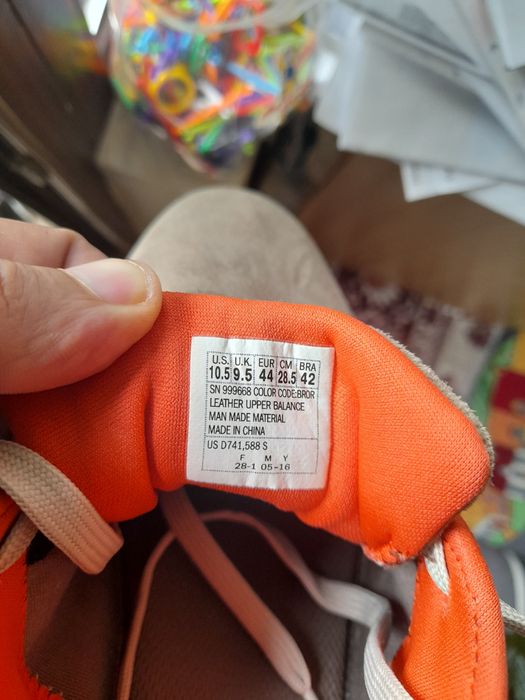 U.S. U.K. EUR CM BRA
10.5 9.5 44 28.5 42
SN 999668 COLOR CODE:BROR
LEATHER UPPER BALANCE
MAN MADE MATERIAL
MADE IN CHINA
US D741,588 S
F M Y
28-1 05-16